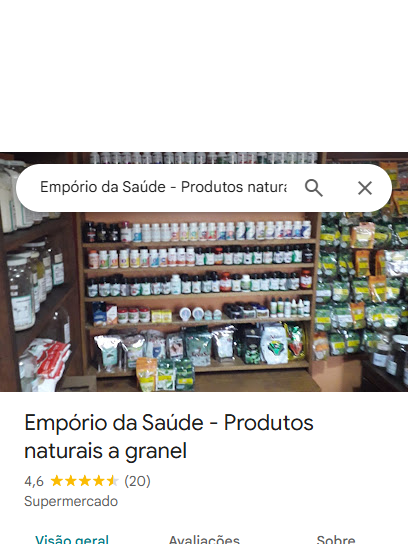 Empório da Saúde - Produtos natura
Empório da Saúde - Produtos
naturais a granel
4,6 (20)
Supermercado
Visão geral Avaliações Sobre